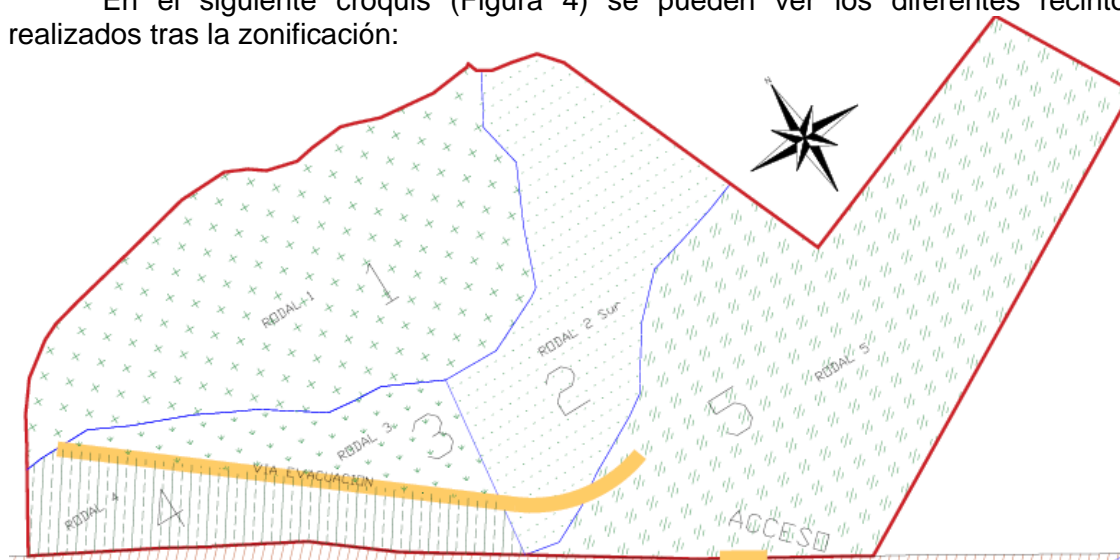 En el siguiente croquis (Figura 4) se pueden ver los diferentes recinto
realizados tras la zonificación:
N
1
RODAL 1
RODAL 2 Sur
2
RODAL 5
5
RODAL 3
3
VIA EVACUACION
RODAL 4
4
ACCESO